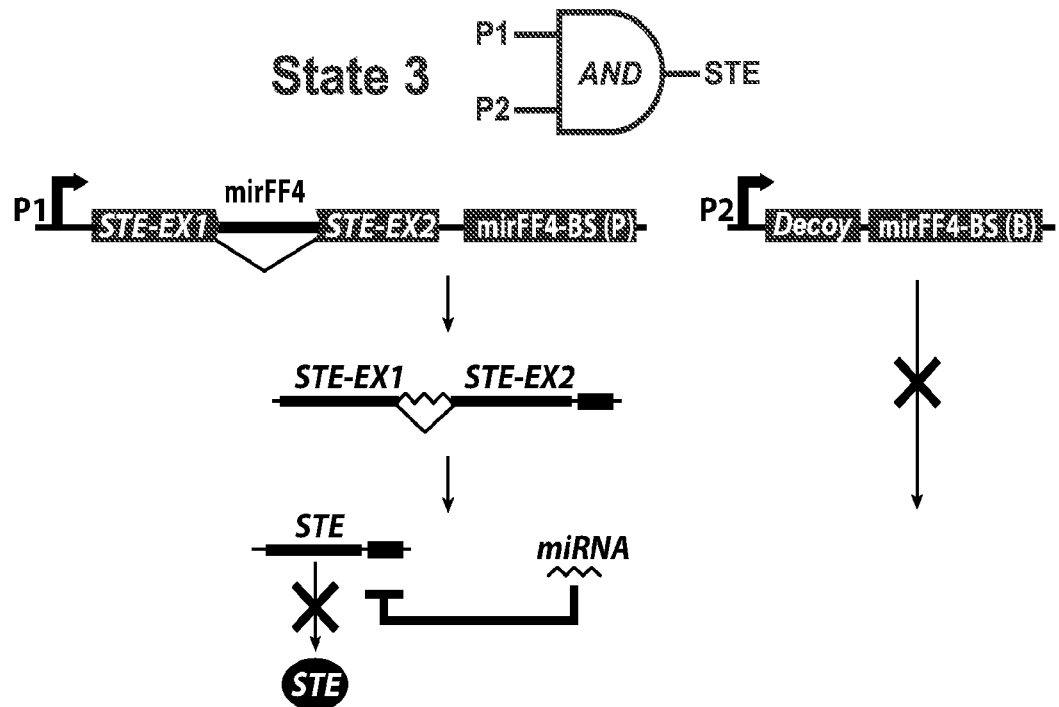 State 3
P1
P2
AND
STE
P1
mirFF4
STE-EX1
STE-EX2
mirFF4-BS (P)
P2
Decoy
mirFF4-BS (B)
STE-EX1
STE-EX2
STE
miRNA
STE